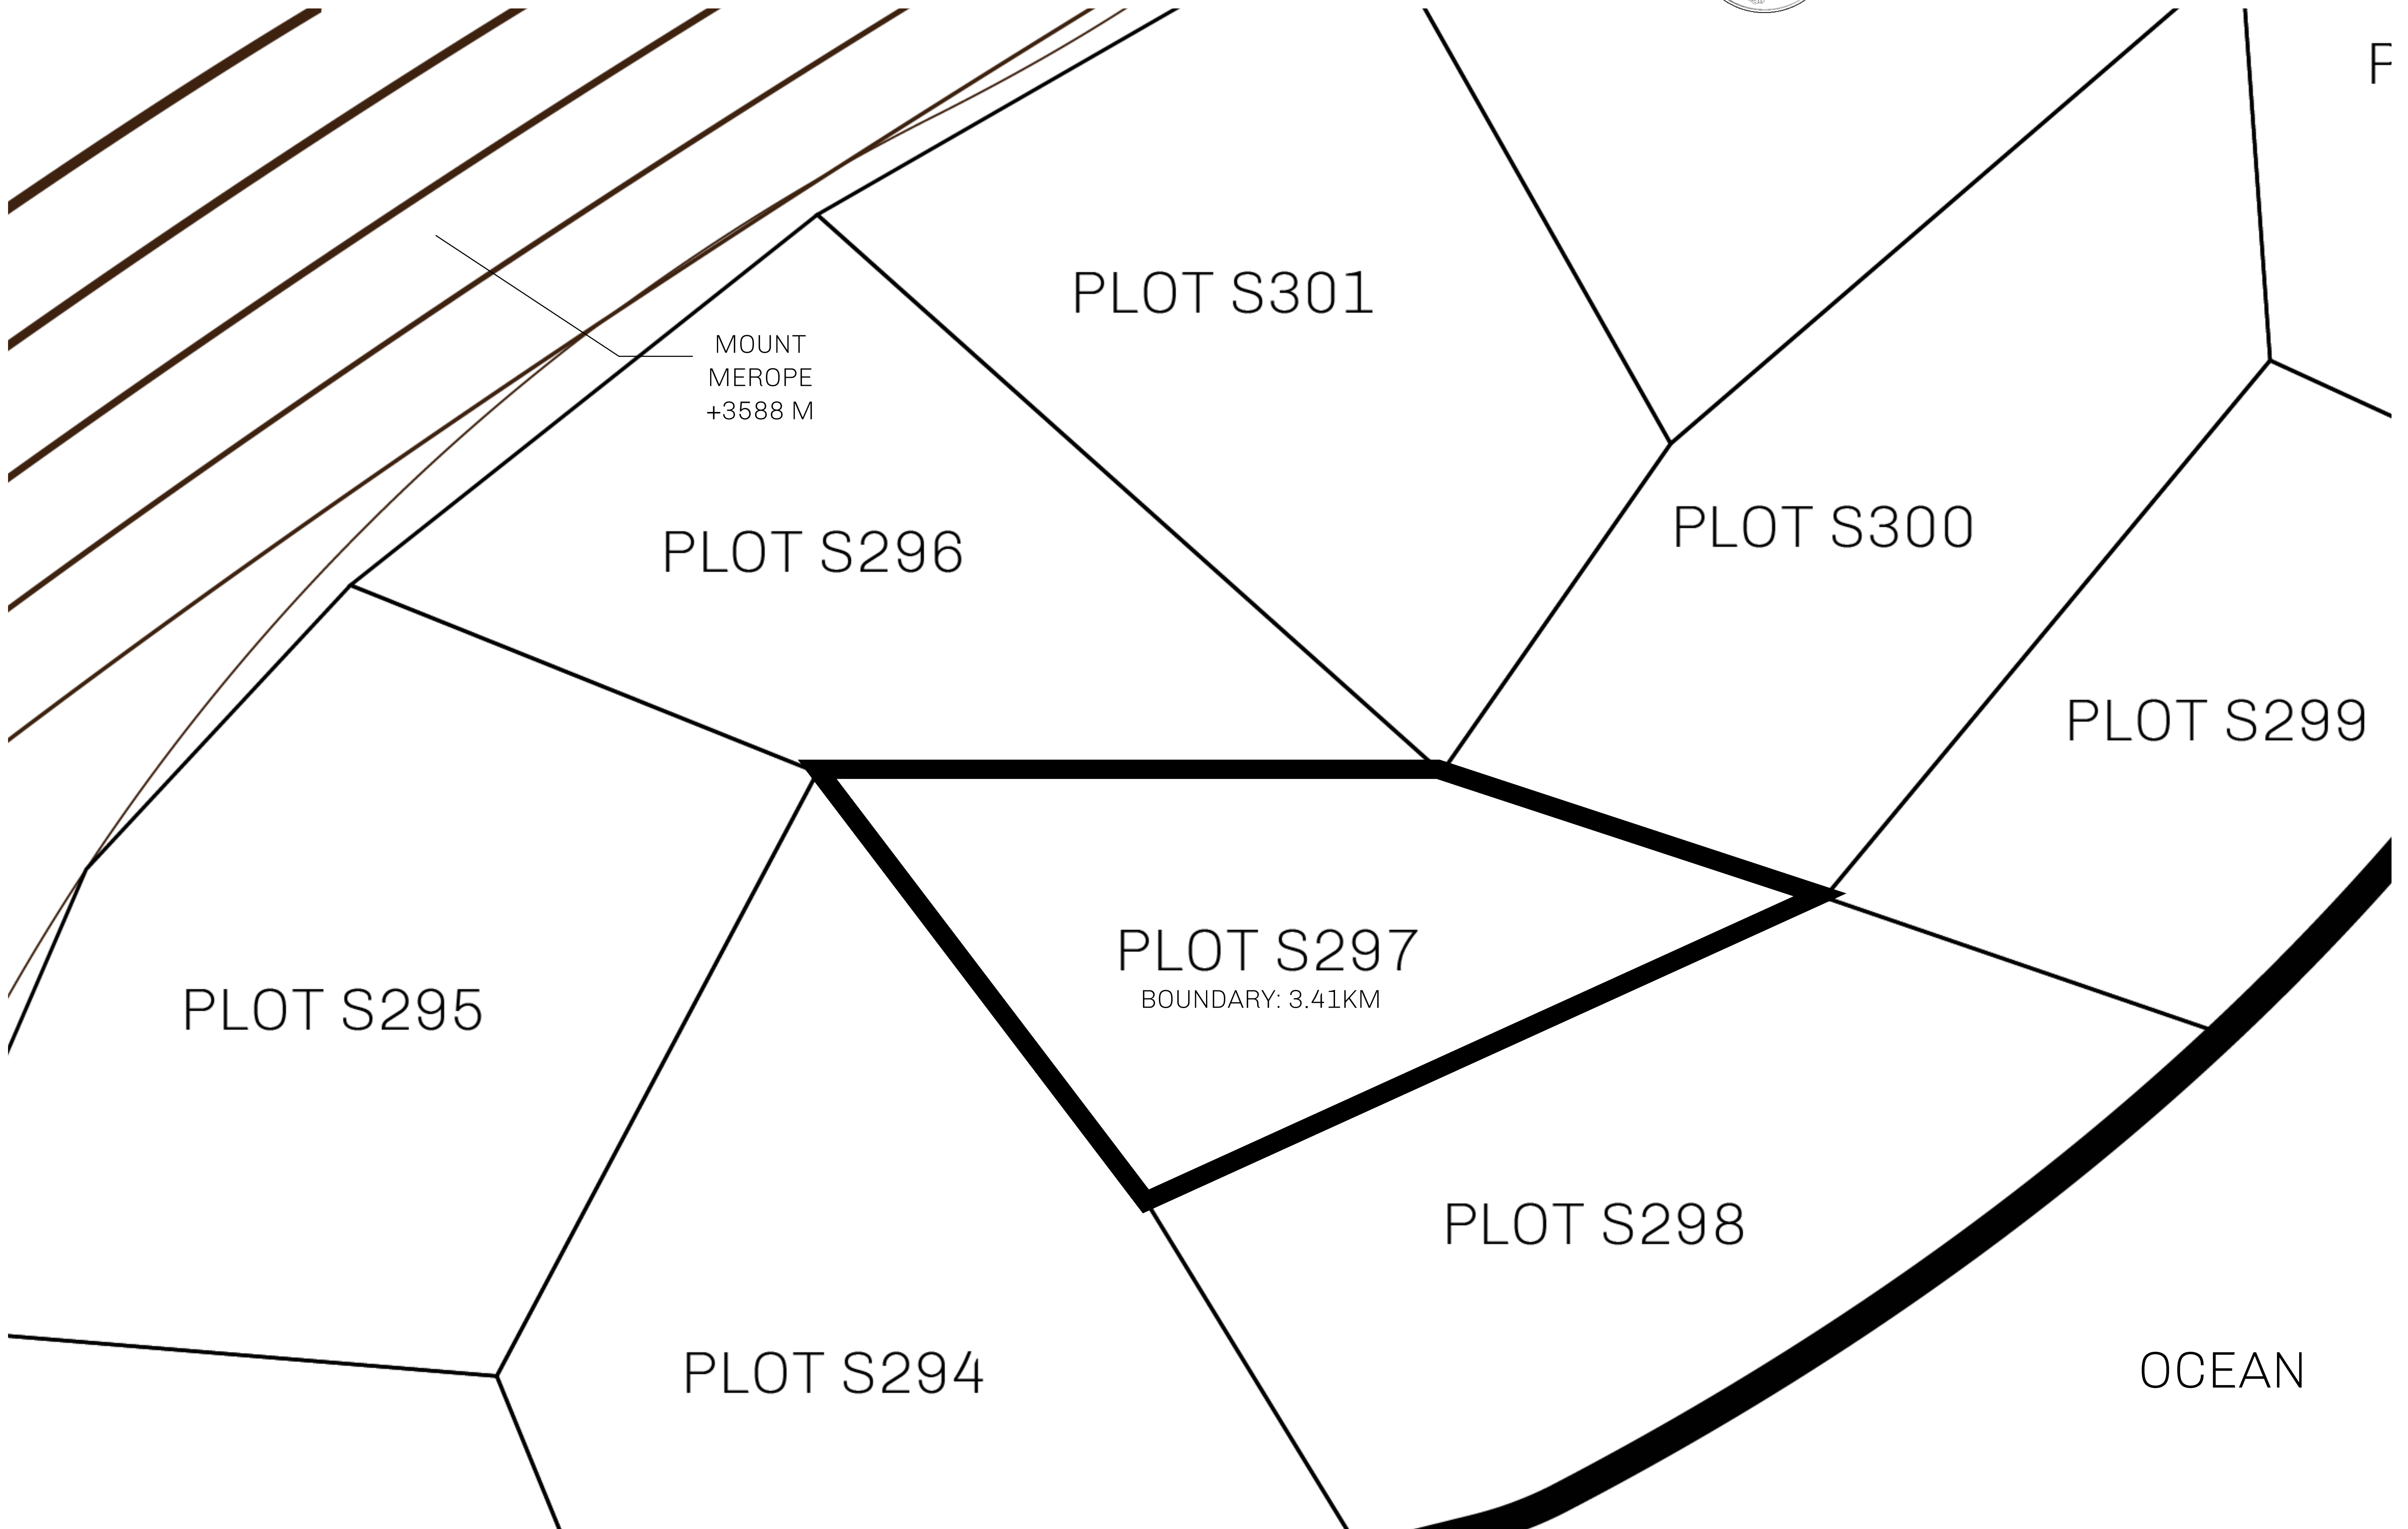 PLOT S301
MOUNT
MEROPE
+3588 M
PLOT S300
PLOT S296
PLOT S299
PLOT S297
BOUNDARY: 3.41KM
PLOT S295
PLOT S298
PLOT S294
OCEAN